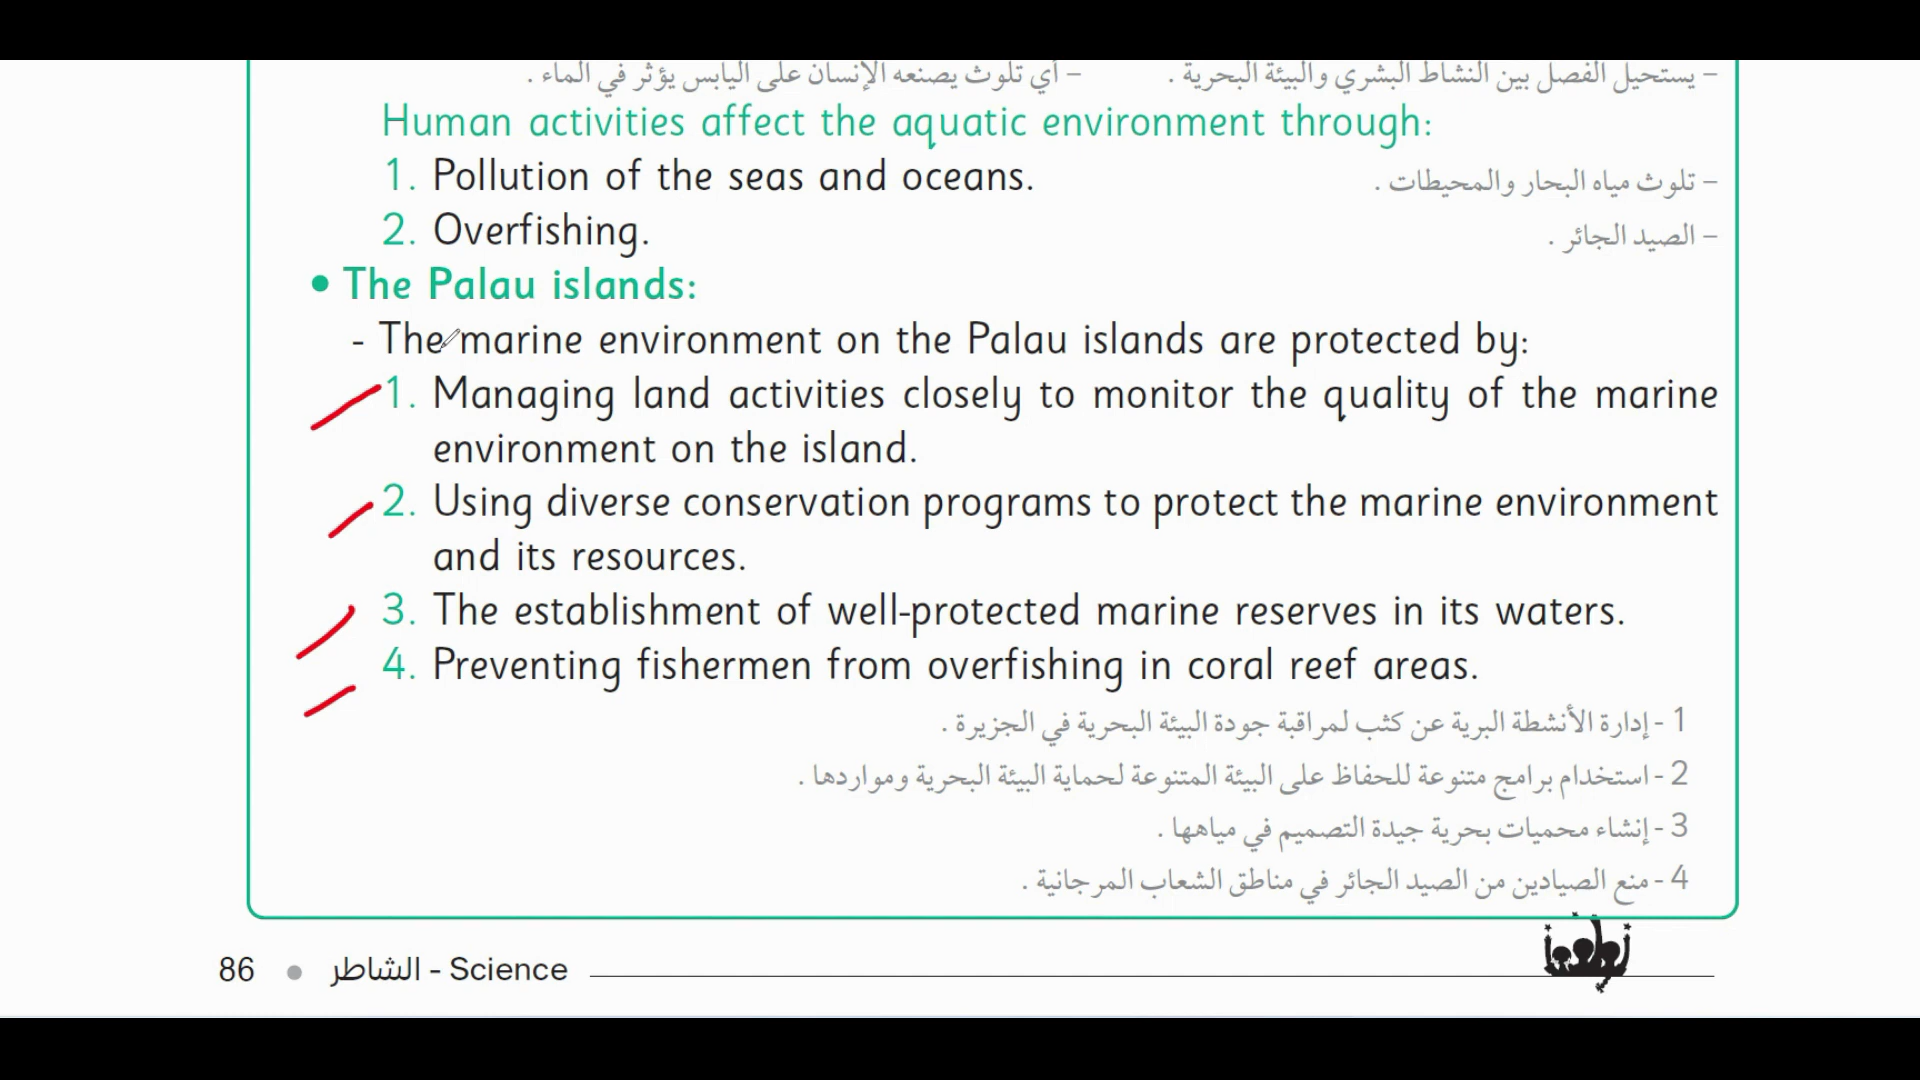 – يستحيل الفصل بين النشاط البشري والبيئة البحرية . – أي تلوث يصنعه الإنسان على اليابس يؤثر في الماء .
Human activities affect the aquatic environment through:
1. Pollution of the seas and oceans. – تلوث مياه البحار والمحيطات .
2. Overfishing. – الصيد الجائر .
• The Palau islands:
- The marine environment on the Palau islands are protected by:
1. Managing land activities closely to monitor the quality of the marine
environment on the island.
2. Using diverse conservation programs to protect the marine environment
and its resources.
3. The establishment of well-protected marine reserves in its waters.
4. Preventing fishermen from overfishing in coral reef areas.
1 - إدارة الأنشطة البرية عن كثب لمراقبة جودة البيئة البحرية في الجزيرة .
2 - استخدام برامج متنوعة للحفاظ على البيئة المتنوعة لحماية البيئة البحرية ومواردها .
3 - إنشاء محميات بحرية جيدة التصميم في مياهها .
4 - منع الصيادين من الصيد الجائر في مناطق الشعاب المرجانية .
86 • الشاطر - Science